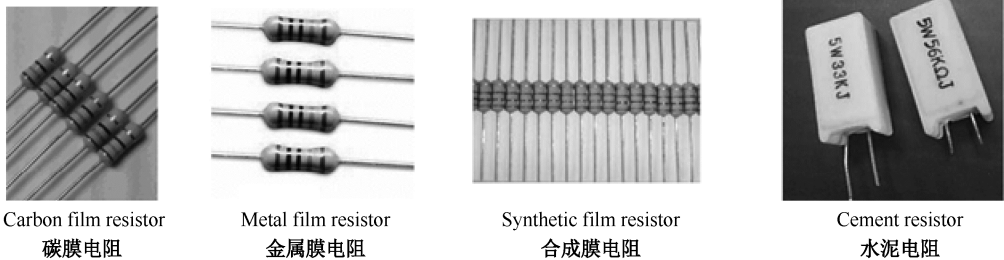 5W33KJ
5W56KΩJ
Carbon film resistor
碳膜电阻
Metal film resistor
金属膜电阻
Synthetic film resistor
合成膜电阻
Cement resistor
水泥电阻